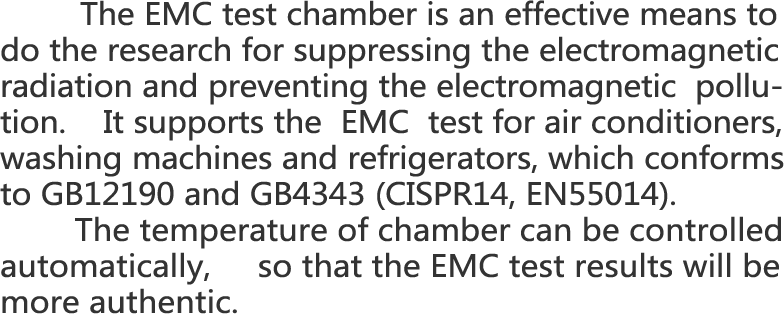 The EMC test chamber is an effective means to
do the research for suppressing the electromagnetic
radiation and preventing the electromagnetic pollu-
tion. It supports the EMC test for air conditioners,
washing machines and refrigerators, which conforms
to GB12190 and GB4343 (CISPR14, EN55014).
The temperature of chamber can be controlled
automatically, so that the EMC test results will be
more authentic.